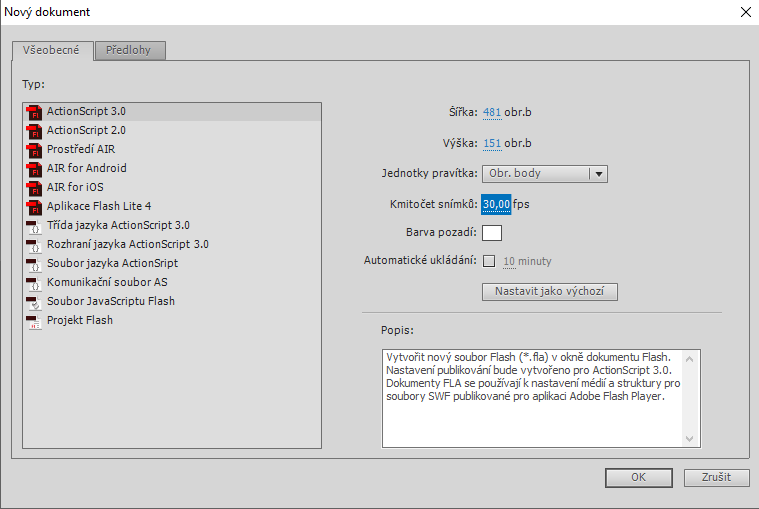 Nový dokument
Všeobecné
Předlohy
Typ:
ActionScript 3.0
ActionScript 2.0
Prostředí AIR
AIR for Android
AIR for iOS
Aplikace Flash Lite 4
Třída jazyka ActionScript 3.0
Rozhraní jazyka ActionScript 3.0
Soubor jazyka ActionSript
Komunikační soubor AS
Soubor JavaScriptu Flash
Projekt Flash
Šířka: 481 obr.b
Výška: 151 obr.b
Jednotky pravítka: Obr. body
Kmitočet snímků: 30,00 fps
Barva pozadí:
Automatické ukládání: 10 minuty
Nastavit jako výchozí
Popis:
Vytvořit nový soubor Flash (*.fla) v okně dokumentu Flash.
Nastavení publikování bude vytvořeno pro ActionScript 3.0.
Dokumenty FLA se používají k nastavení médií a struktury pro
soubory SWF publikované pro aplikaci Adobe Flash Player.
OK
Zrušit